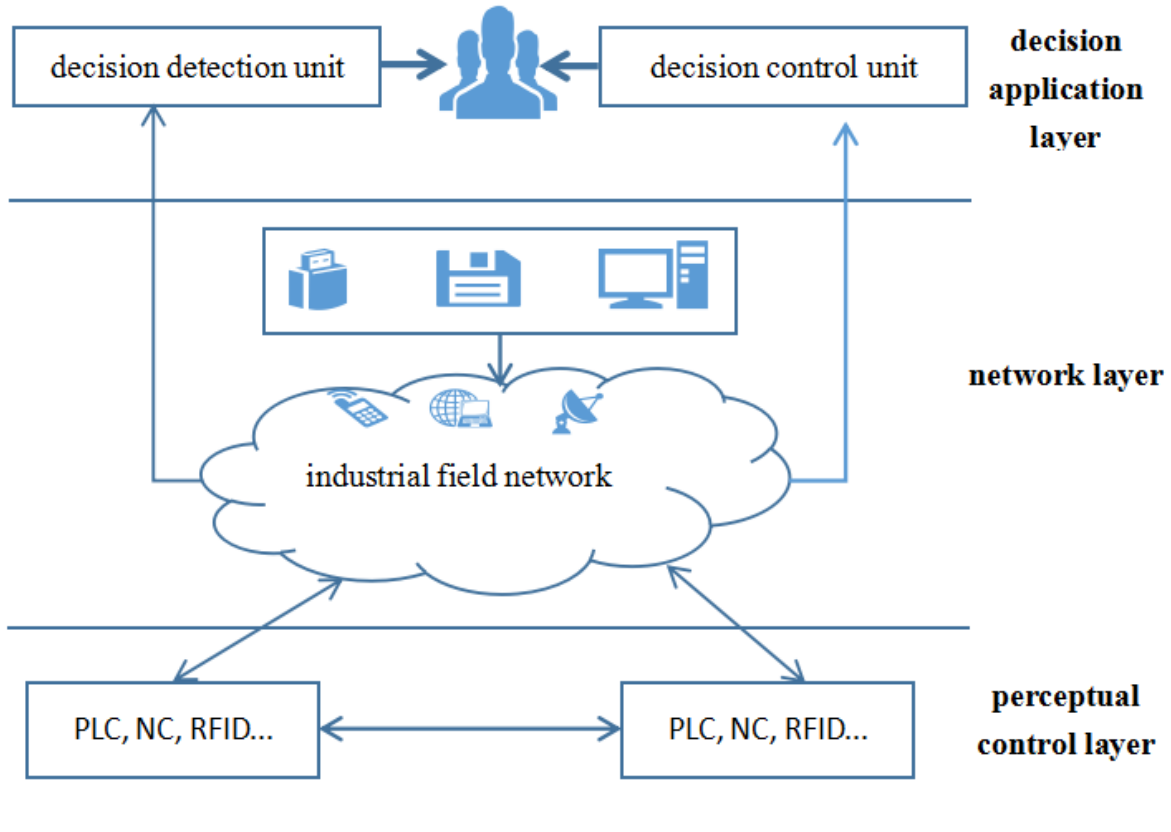 decision detection unit
decision control unit
decision
application
layer
network layer
industrial field network
PLC, NC, RFID...
PLC, NC, RFID...
perceptual
control layer